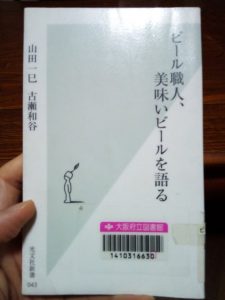 ビール職人、
美味いビールを語る
山田一巳 古瀬和谷
大阪府立図書館
1410316630
光文社新書
043